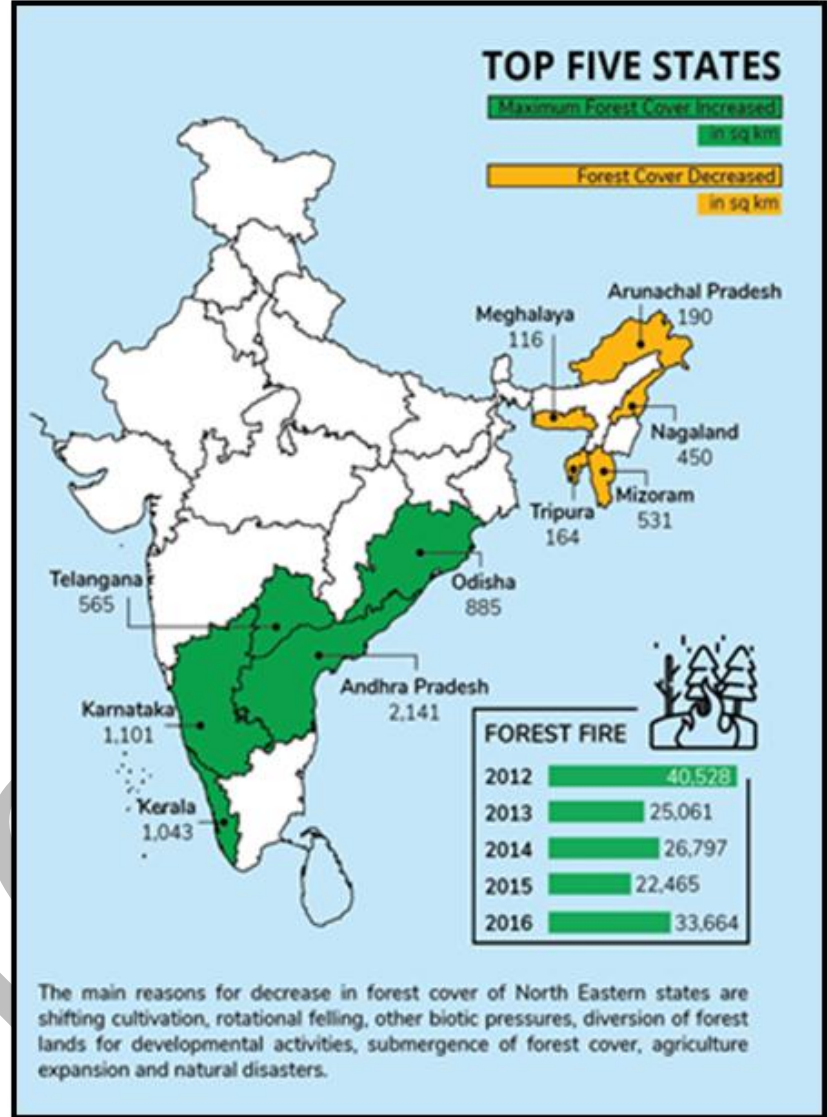 TOP FIVE STATES
Maximum Forest Cover Increased
in sq km
Forest Cover Decreased
in sq km
Arunachal Pradesh
190
Meghalaya
116
Nagaland
450
Mizoram
531
Tripura
164
Telangana
565
Odisha
885
Andhra Pradesh
2,141
Karnataka
1,101
Kerala
1,043
FOREST FIRE
2012 40,528
2013 25,061
2014 26,797
2015 22,465
2016 33,664
The main reasons for decrease in forest cover of North Eastern states are
shifting cultivation, rotational felling, other biotic pressures, diversion of forest
lands for developmental activities, submergence of forest cover, agriculture
expansion and natural disasters.